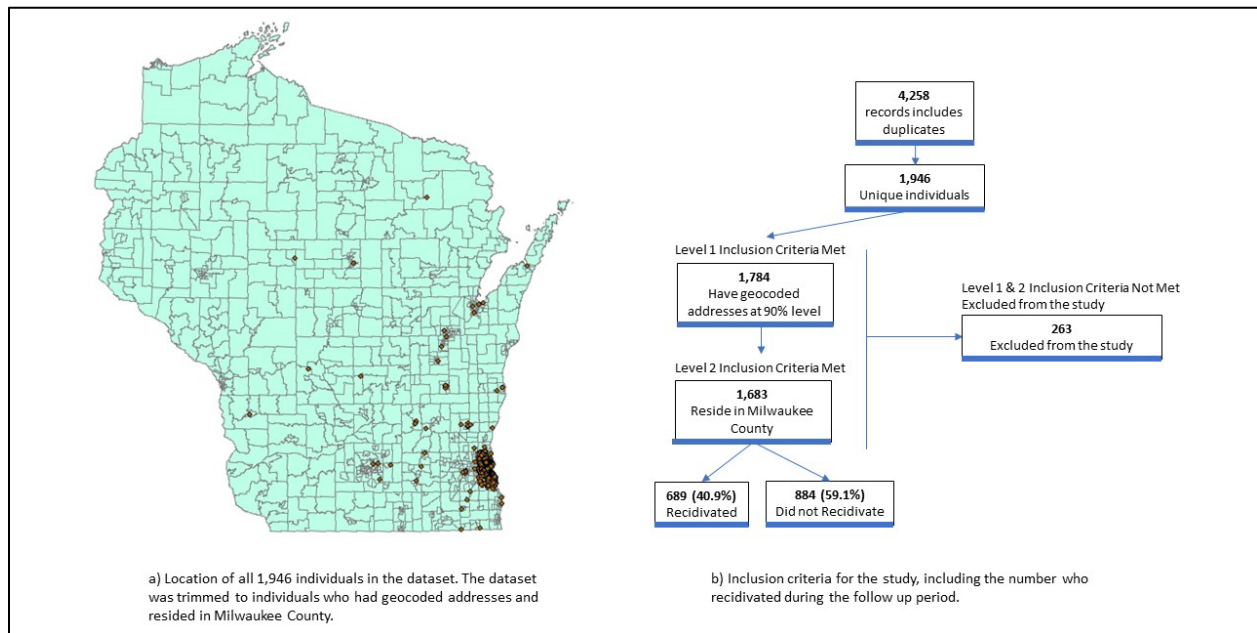 4,258
records includes
duplicates
1,946
Unique individuals
Level 1 Inclusion Criteria Met
1,784
Have geocoded
addresses at 90% level
Level 1 & 2 Inclusion Criteria Not Met
Excluded from the study
263
Excluded from the study
Level 2 Inclusion Criteria Met
1,683
Reside in Milwaukee
County
689 (40.9%)
Recidivated
884 (59.1%)
Did not Recidivate
a) Location of all 1,946 individuals in the dataset. The dataset
was trimmed to individuals who had geocoded addresses and
resided in Milwaukee County.
b) Inclusion criteria for the study, including the number who
recidivated during the follow up period.